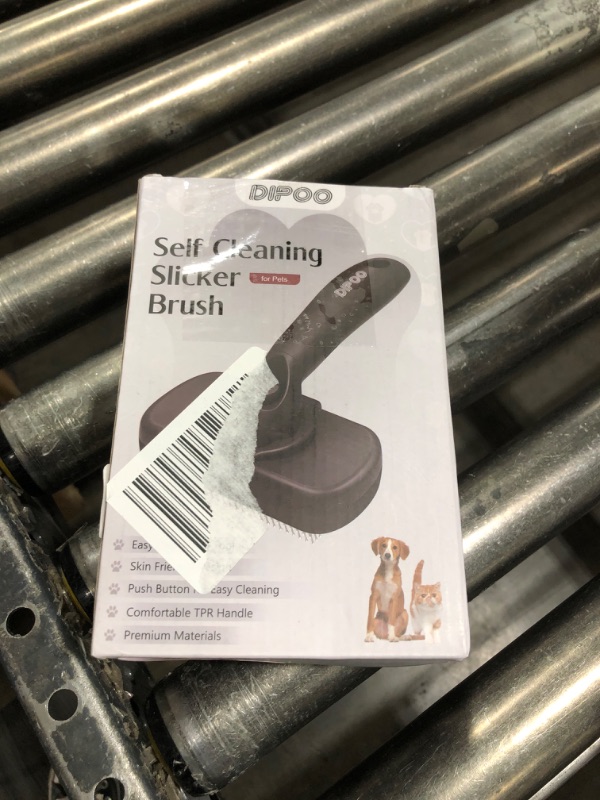 DIPOO
Self Cleaning
Slicker for Pets
Brush
DIPOO
Easy
Skin Frie
Push Button Easy Cleaning
Comfortable TPR Handle
Premium Materials